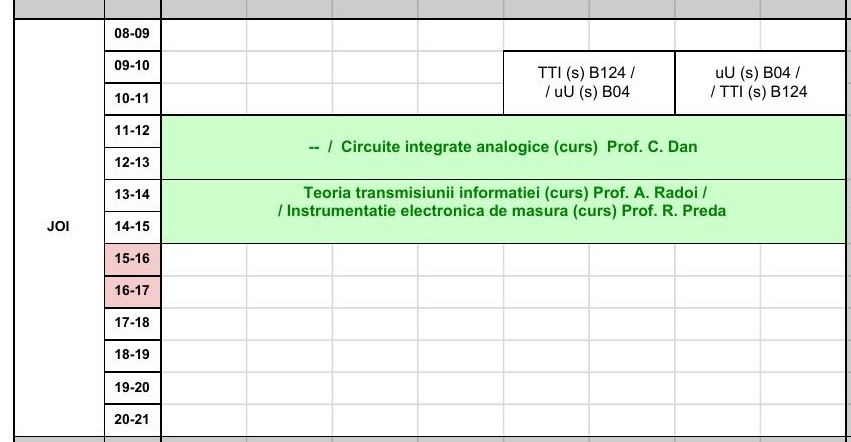 08-09
09-10
TTI (s) B124 /
/ uU (s) B04
uU (s) B04 /
/ TTI (s) B124
10-11
11-12
-- / Circuite integrate analogice (curs) Prof. C. Dan
12-13
13-14
Teoria transmisiunii informatiei (curs) Prof. A. Radoi /
/ Instrumentatie electronica de masura (curs) Prof. R. Preda
JOI
14-15
15-16
16-17
17-18
18-19
19-20
20-21